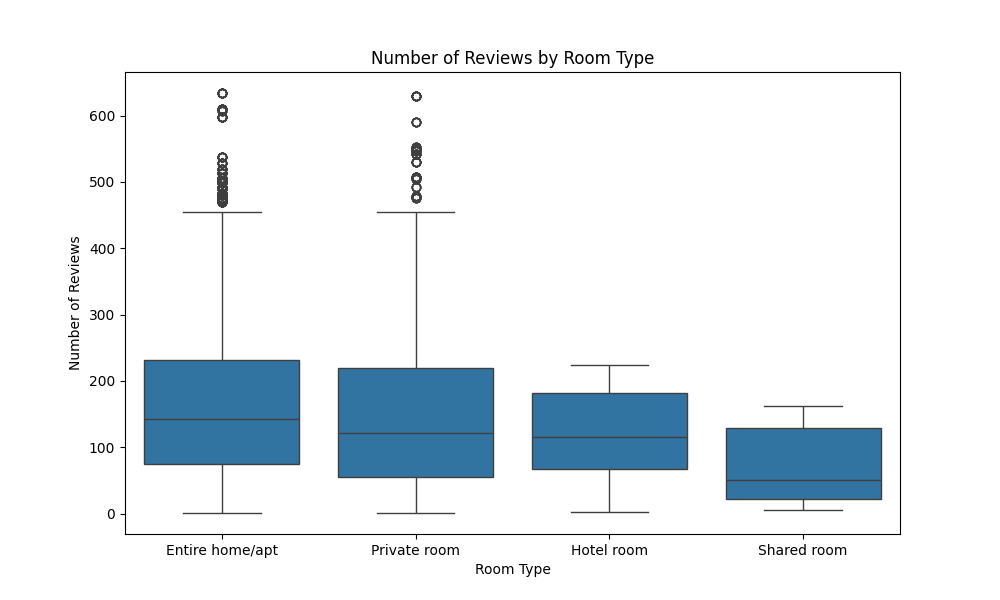 Number of Reviews by Room Type
Number of Reviews
600
500
400
300
200
100
0
Entire home/apt Private room Hotel room Shared room
Room Type